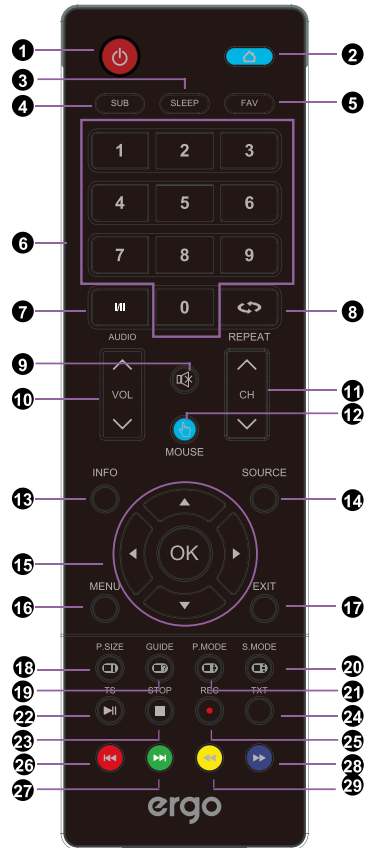 1 2
3
4 SUB SLEEP FAV 5
1 2 3
4 5 6
6
7 8 9
7 I/II 0 8
AUDIO REPEAT
9
10 VOL CH 11
12
MOUSE
INFO SOURCE
13 14
15 OK
MENU EXIT
16 17
P.SIZE GUIDE P.MODE S.MODE
18 20
19 21
TS STOP REC TXT
22 24
23 25
26 28
27 29
ergo